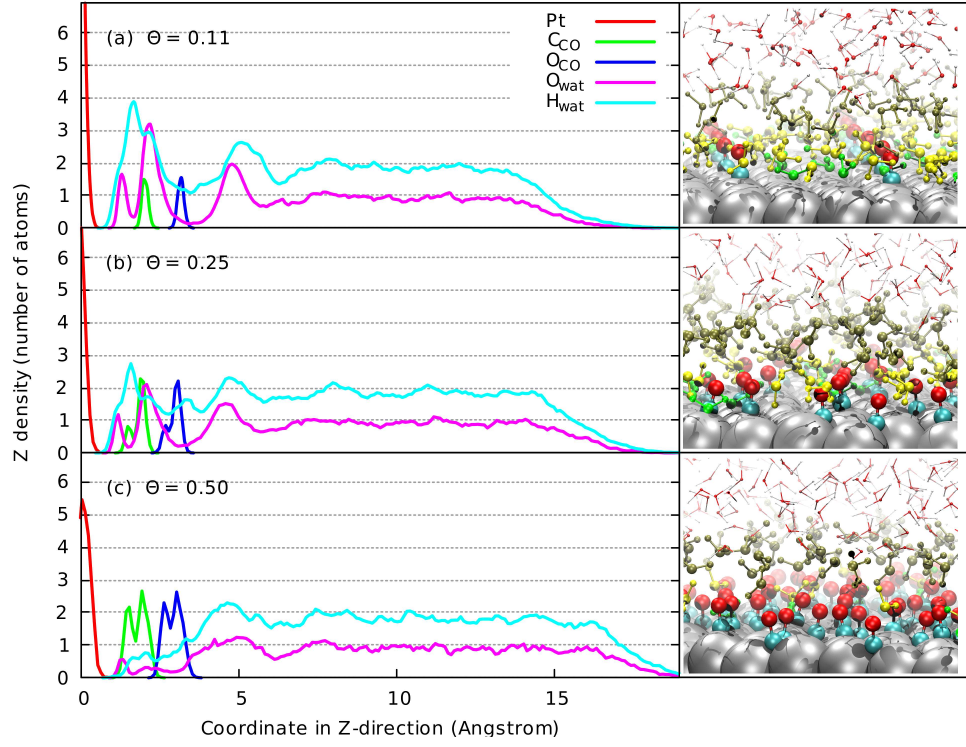 6
5
4
3
2
1
0
(a) Θ = 0.11
Pt
C_CO
O_CO
O_wat
H_wat
6
5
4
3
2
1
0
(b) Θ = 0.25
6
5
4
3
2
1
0
(c) Θ = 0.50
0 5 10 15
Z density (number of atoms)
Coordinate in Z-direction (Angstrom)